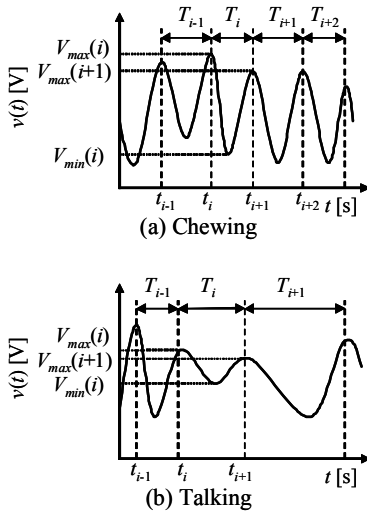 T_{i-1} T_i T_{i+1} T_{i+2}
V_{max}(i)
V_{max}(i+1)
v(t) [V]
V_{min}(i)
t_{i-1} t_i t_{i+1} t_{i+2} t [s]
(a) Chewing
T_{i-1} T_i T_{i+1}
V_{max}(i)
V_{max}(i+1)
v(t) [V]
V_{min}(i)
t_{i-1} t_i t_{i+1} t [s]
(b) Talking